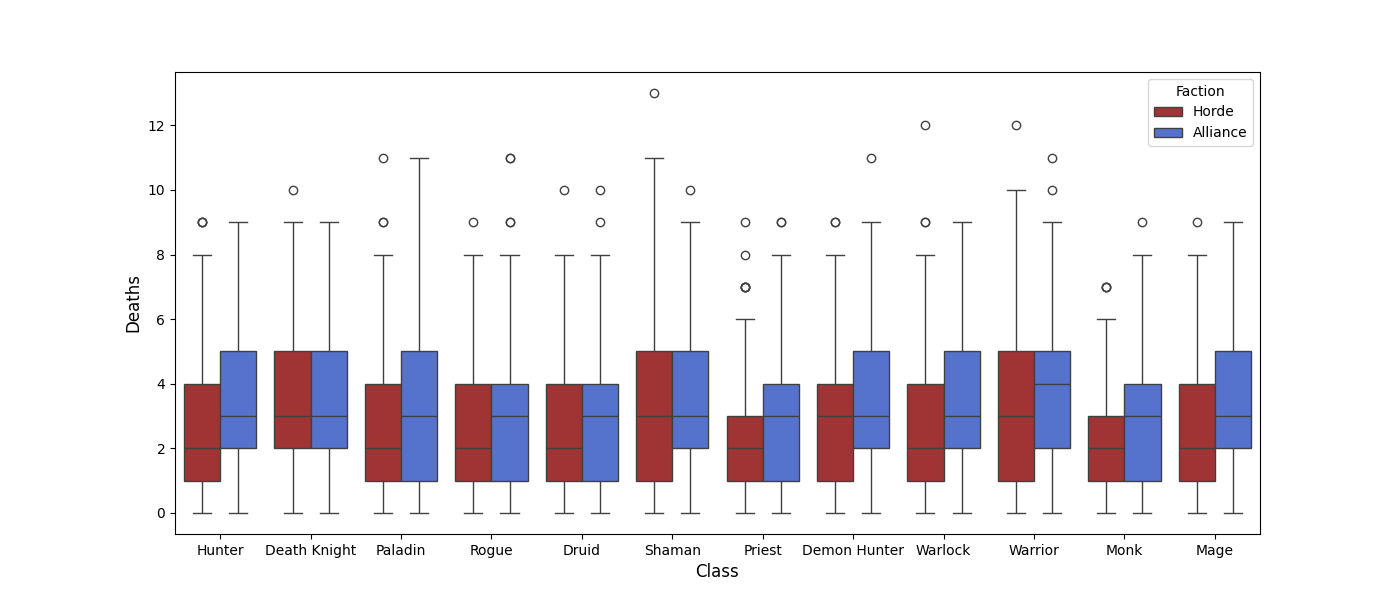 Faction
Horde
Alliance
12
10
8
6
4
2
0
Deaths
Hunter Death Knight Paladin Rogue Druid Shaman Priest Demon Hunter Warlock Warrior Monk Mage
Class